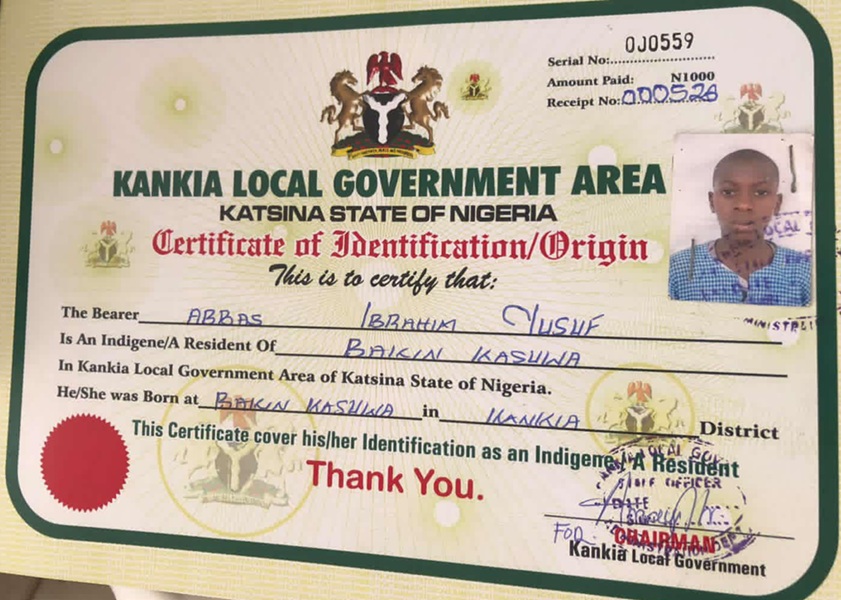 Serial No:............................ 0J0559
Amount Paid: N1000
Receipt No: 000528
KANKIA LOCAL GOVERNMENT AREA
KATSINA STATE OF NIGERIA
Certificate of Identification/Origin
This is to certify that:
The Bearer ABBAS IBRAHIM YUSUF
Is An Indigene/A Resident Of BAKIN KASUWA
In Kankia Local Government Area of Katsina State of Nigeria.
He/She was Born at BAKIN KASUWA in KANKIA District
This Certificate cover his/her Identification as an Indigene/A Resident
Thank You.
FOR
CHAIRMAN
Kankia Local Government